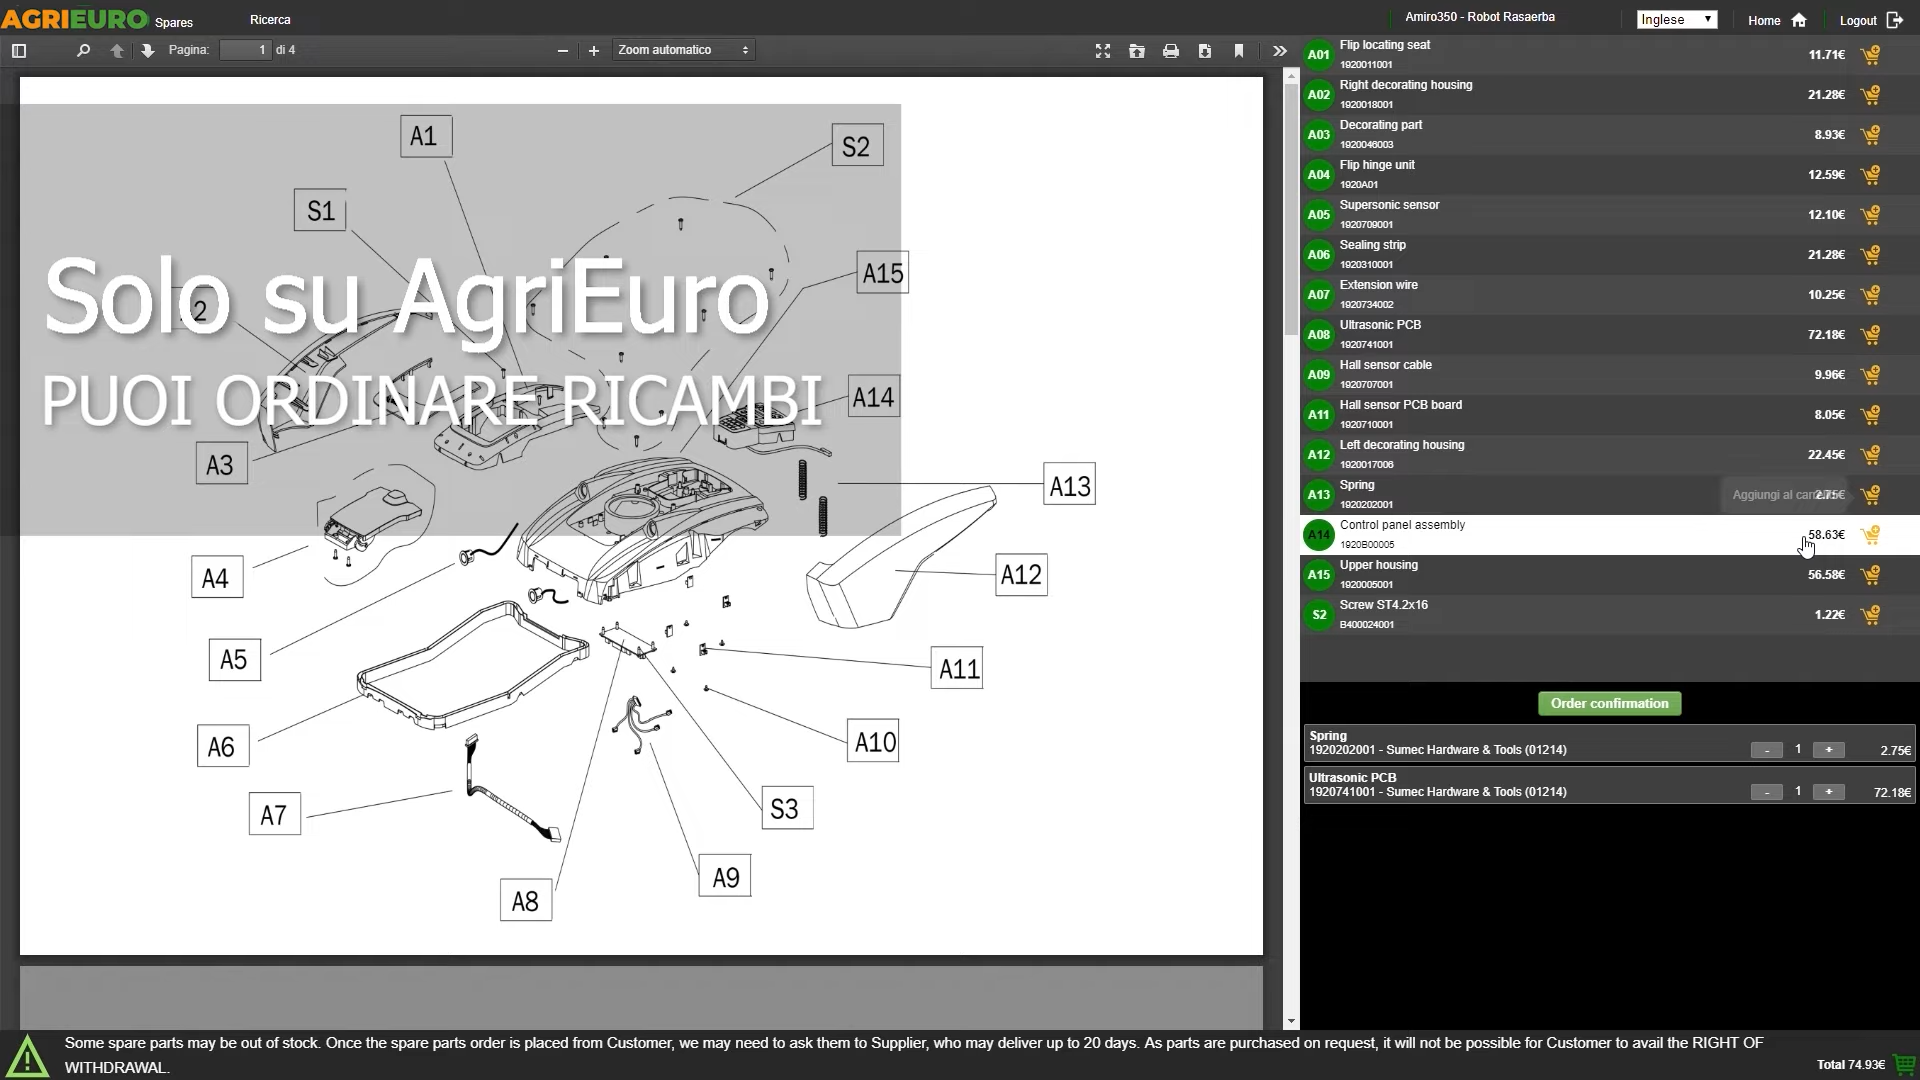 AGRIEURO Spares
Ricerca
Amiro350 - Robot Rasaerba
Inglese
Home
Logout
Pagina:
1
di 4
Zoom automatico
A1
S2
S1
A15
2
Solo su AgriEuro
PUOI ORDINARE RICAMBI
A14
A3
A13
A4
A12
A5
A11
A6
A10
A7
S3
A9
A8
A01 Flip locating seat 11.71€
1920011001
A02 Right decorating housing 21.28€
1920018001
A03 Decorating part 8.93€
1920046003
A04 Flip hinge unit 12.59€
1920A01
A05 Supersonic sensor 12.10€
1920709001
A06 Sealing strip 21.28€
1920310001
A07 Extension wire 10.25€
1920734002
A08 Ultrasonic PCB 72.18€
1920741001
A09 Hall sensor cable 9.96€
1920707001
A11 Hall sensor PCB board 8.05€
1920710001
A12 Left decorating housing 22.45€
1920017006
A13 Spring Aggiungi al 2.75€
1920202001
A14 Control panel assembly 58.63€
1920B00005
A15 Upper housing 56.58€
1920005001
S2 Screw ST4.2x16 1.22€
B400024001
Order confirmation
Spring
1920202001 - Sumec Hardware & Tools (01214) - 1 + 2.75€
Ultrasonic PCB
1920741001 - Sumec Hardware & Tools (01214) - 1 + 72.18€
Some spare parts may be out of stock. Once the spare parts order is placed from Customer, we may need to ask them to Supplier, who may deliver up to 20 days. As parts are purchased on request, it will not be possible for Customer to avail the RIGHT OF
WITHDRAWAL.
Total 74.93€